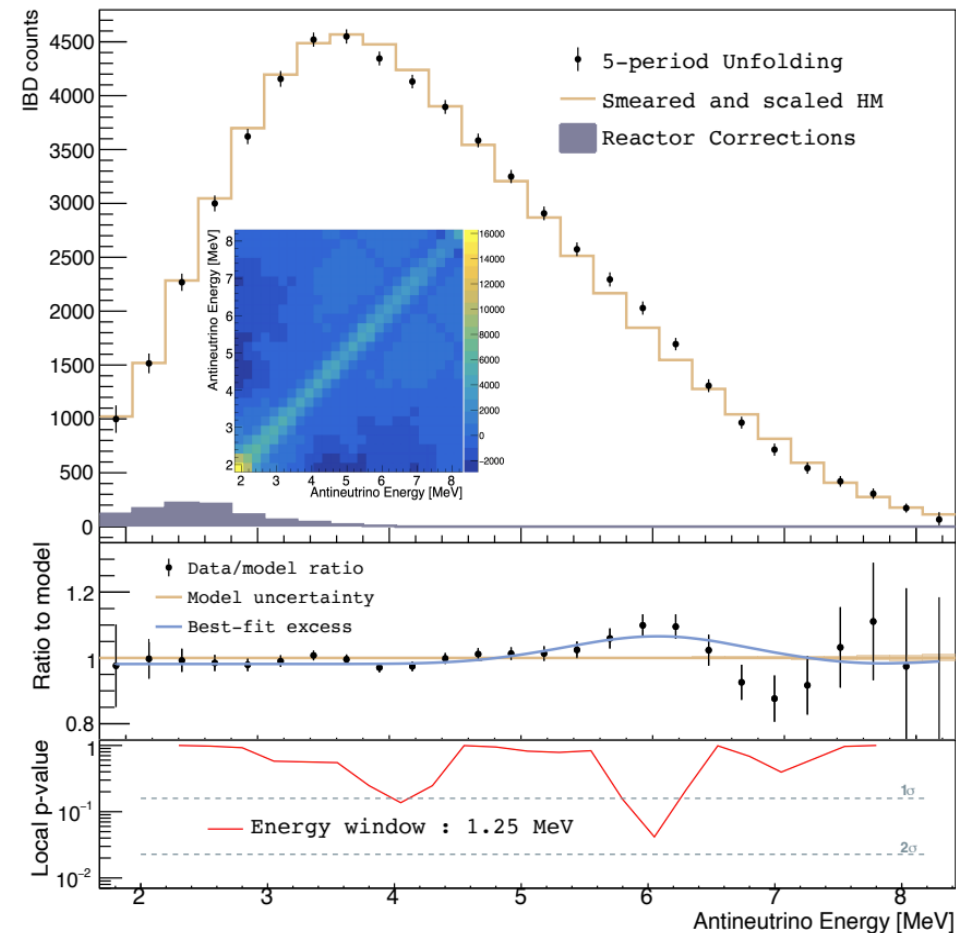 IBD counts
4500
4000
3500
3000
2500
2000
1500
1000
500
0
5-period Unfolding
Smeared and scaled HM
Reactor Corrections
Antineutrino Energy [MeV]
8
7
6
5
4
3
2
2 3 4 5 6 7 8
Antineutrino Energy [MeV]
16000
14000
12000
10000
8000
6000
4000
2000
0
−2000
Ratio to model
1.2
1
0.8
Data/model ratio
Model uncertainty
Best-fit excess
Local p-value
1
10⁻¹
10⁻²
1σ
2σ
Energy window : 1.25 MeV
2 3 4 5 6 7 8
Antineutrino Energy [MeV]